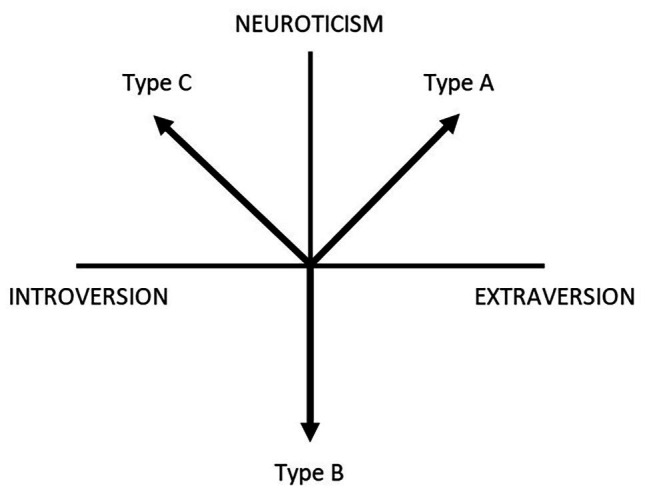 NEUROTICISM
Type C
Type A
INTROVERSION
EXTRAVERSION
Type B